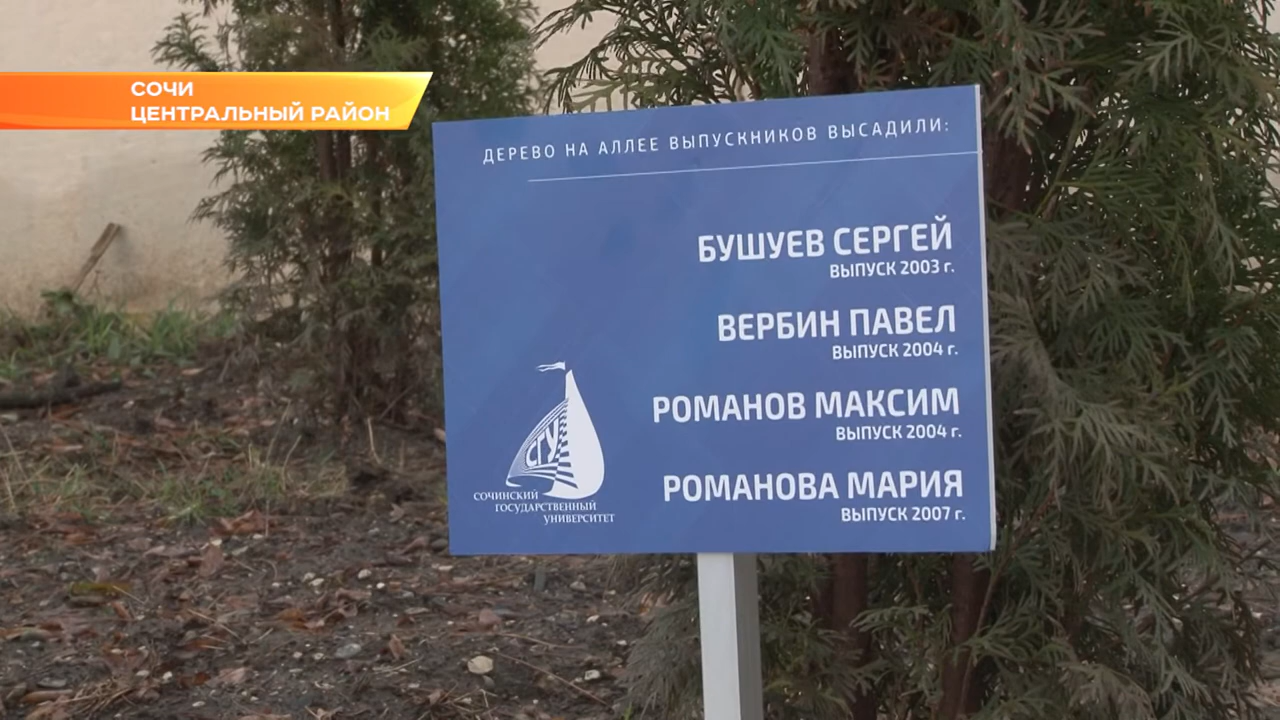 СОЧИ
ЦЕНТРАЛЬНЫЙ РАЙОН
ДЕРЕВО НА АЛЛЕЕ ВЫПУСКНИКОВ ВЫСАДИЛИ:
БУШУЕВ СЕРГЕЙ
ВЫПУСК 2003 г.
ВЕРБИН ПАВЕЛ
ВЫПУСК 2004 г.
РОМАНОВ МАКСИМ
ВЫПУСК 2004 г.
РОМАНОВА МАРИЯ
ВЫПУСК 2007 г.
СГУ
СОЧИНСКИЙ
ГОСУДАРСТВЕННЫЙ
УНИВЕРСИТЕТ